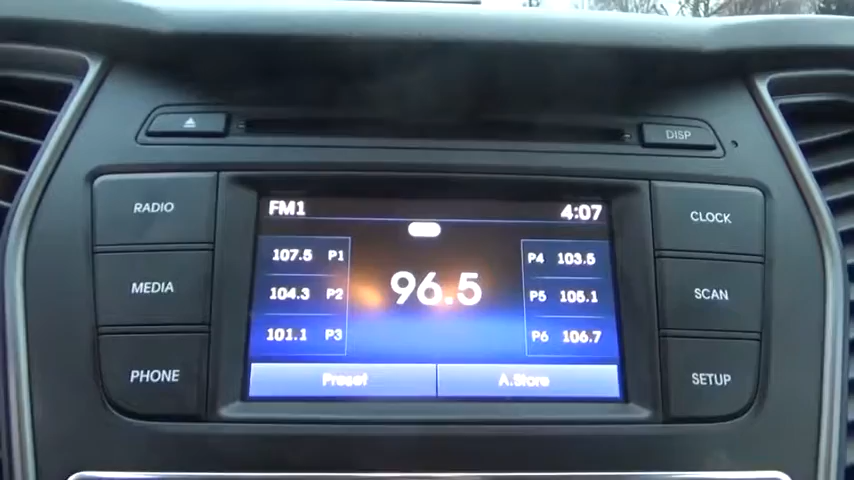 DISP
RADIO
MEDIA
PHONE
FM1 4:07
107.5 P1
104.3 P2
101.1 P3
96.5
P4 103.5
P5 105.1
P6 106.7
Preset A.Store
CLOCK
SCAN
SETUP